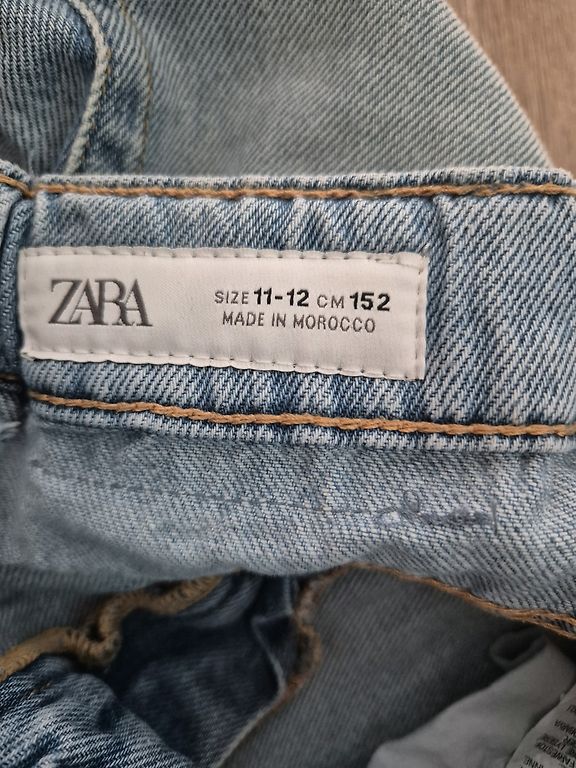 ZARA
SIZE 11-12 CM 152
MADE IN MOROCCO